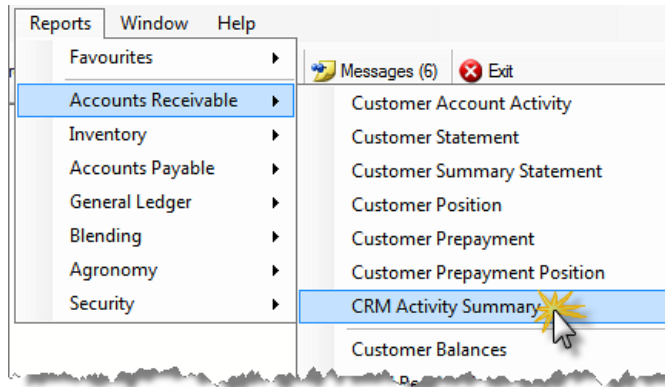 Reports Window Help
Favourites
Messages (6) Exit
Accounts Receivable
Inventory
Accounts Payable
General Ledger
Blending
Agronomy
Security
Customer Account Activity
Customer Statement
Customer Summary Statement
Customer Position
Customer Prepayment
Customer Prepayment Position
CRM Activity Summary
Customer Balances